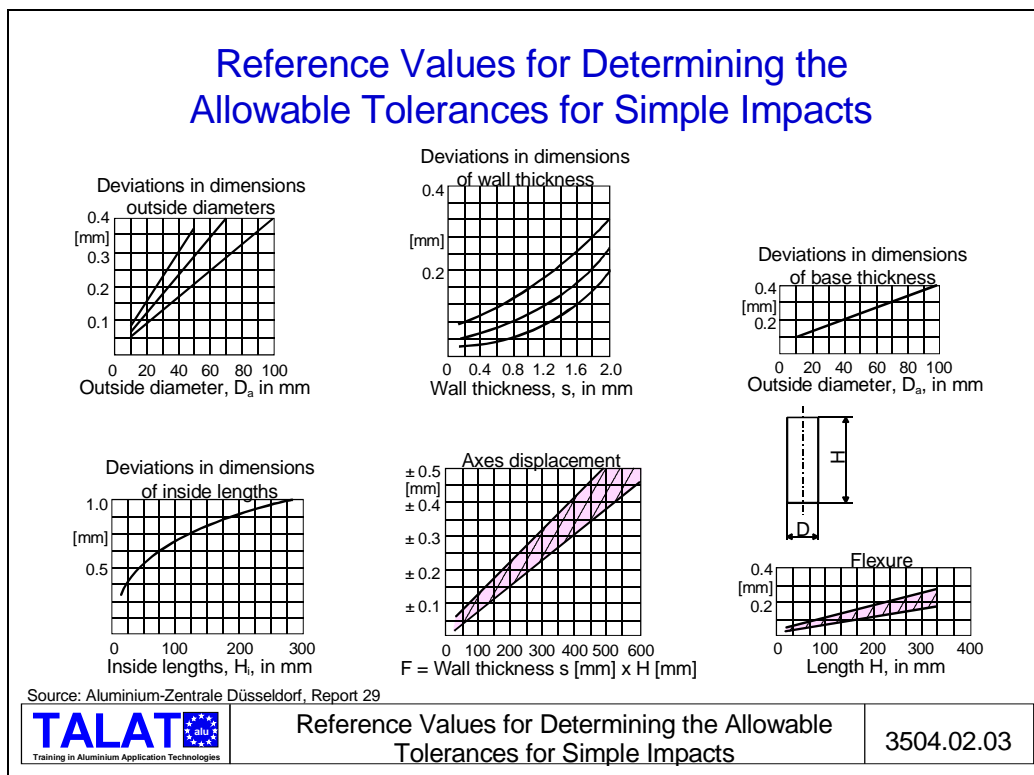 Reference Values for Determining the
Allowable Tolerances for Simple Impacts
Deviations in dimensions
outside diameters
0.4
[mm]
0.3
0.2
0.1
0 20 40 60 80 100
Outside diameter, Da in mm
Deviations in dimensions
of wall thickness
0.4
[mm]
0.2
0 0.4 0.8 1.2 1.6 2.0
Wall thickness, s, in mm
Deviations in dimensions
of base thickness
0.4
[mm]
0.2
0 20 40 60 80 100
Outside diameter, Da, in mm
Deviations in dimensions
of inside lengths
1.0
[mm]
0.5
0 100 200 300
Inside lengths, Hi, in mm
Axes displacement
± 0.5
[mm]
± 0.4
± 0.3
± 0.2
± 0.1
0 100 200 300 400 500 600
F = Wall thickness s [mm] x H [mm]
H
D
Flexure
0.4
[mm]
0.2
0 100 200 300 400
Length H, in mm
Source: Aluminium-Zentrale Düsseldorf, Report 29
TALAT alu
Training in Aluminium Application Technologies
Reference Values for Determining the Allowable
Tolerances for Simple Impacts
3504.02.03